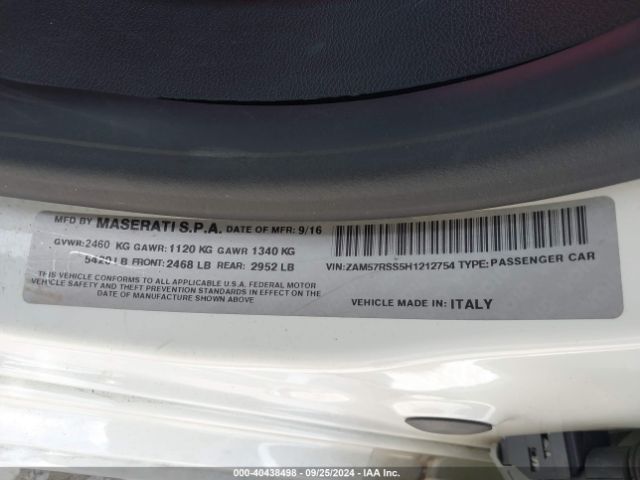 MFD BY MASERATI S.P.A. DATE OF MFR: 9/16
GVWR:2460 KG GAWR:1120 KG GAWR 1340 KG
LB FRONT: 2468 LB REAR: 2952 LB
VIN:ZAM57RSS5H1212754 TYPE:PASSENGER CAR
THIS VEHICLE CONFORMS TO ALL APPLICABLE U.S. FEDERAL MOTOR
VEHICLE SAFETY AND THEFT PREVENTION STANDARDS IN EFFECT ON THE
DATE OF MANUFACTURE SHOWN ABOVE
VEHICLE MADE IN: ITALY
000-40438498 - 09/25/2024 - IAA Inc.